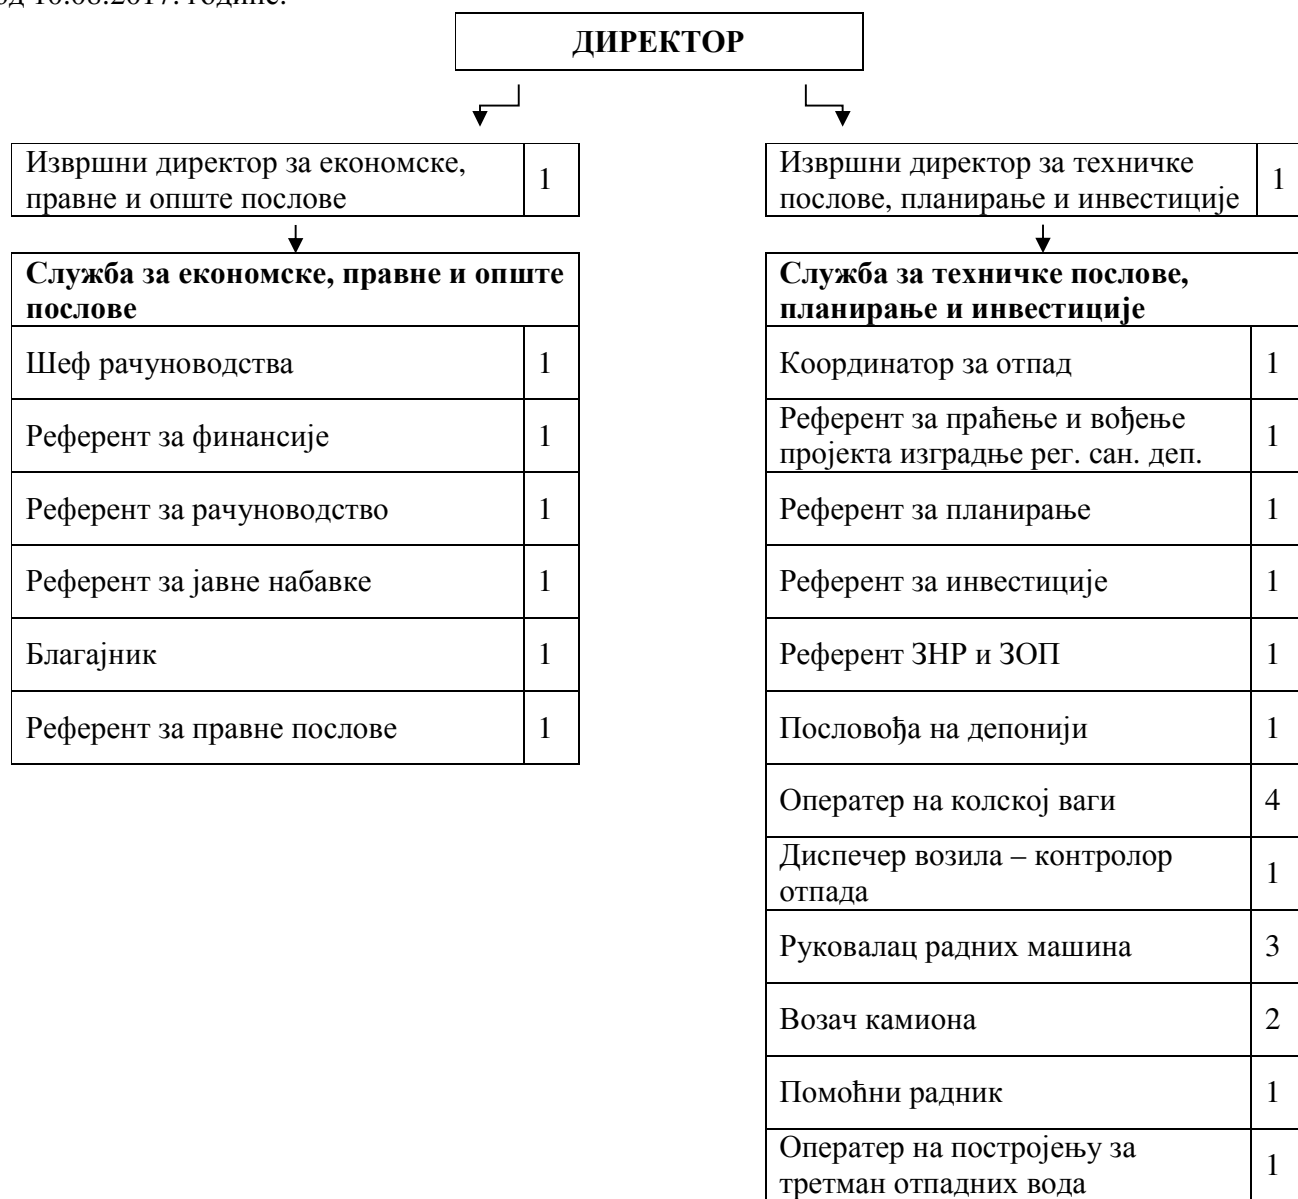 од 10.08.2017. године.
ДИРЕКТОР
Извршни директор за економске,
правне и опште послове
1
Извршни директор за техничке
послове, планирање и инвестиције
1
Служба за економске, правне и опште
послове
Шеф рачуноводства 1
Референт за финансије 1
Референт за рачуноводство 1
Референт за јавне набавке 1
Благајник 1
Референт за правне послове 1
Служба за техничке послове,
планирање и инвестиције
Координатор за отпад 1
Референт за праћење и вођење
пројекта изградње рег. сан. деп.
1
Референт за планирање 1
Референт за инвестиције 1
Референт ЗНР и ЗОП 1
Пословођа на депонији 1
Оператер на колској ваги 4
Диспечер возила – контролор
отпада
1
Руковалац радних машина 3
Возач камиона 2
Помоћни радник 1
Оператер на постројењу за
третман отпадних вода
1